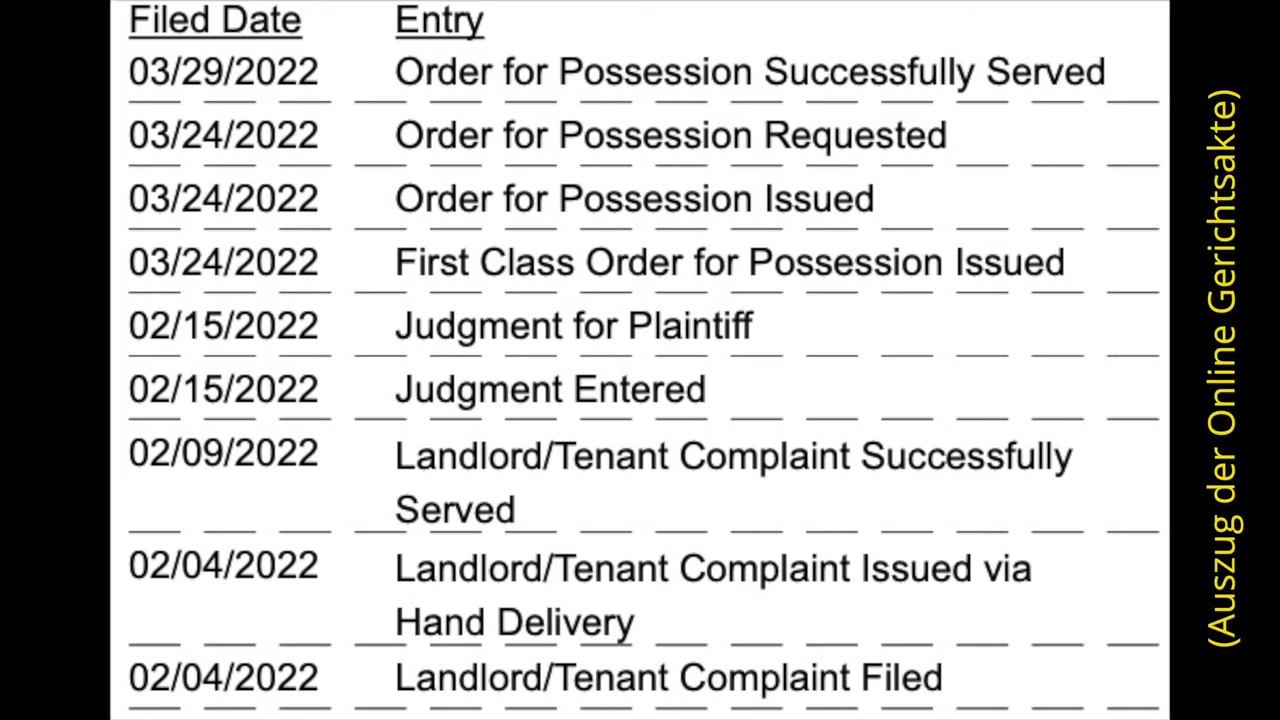 Filed Date Entry
03/29/2022 Order for Possession Successfully Served
03/24/2022 Order for Possession Requested
03/24/2022 Order for Possession Issued
03/24/2022 First Class Order for Possession Issued
02/15/2022 Judgment for Plaintiff
02/15/2022 Judgment Entered
02/09/2022 Landlord/Tenant Complaint Successfully
Served
02/04/2022 Landlord/Tenant Complaint Issued via
Hand Delivery
02/04/2022 Landlord/Tenant Complaint Filed
(Auszug der Online Gerichtsakte)